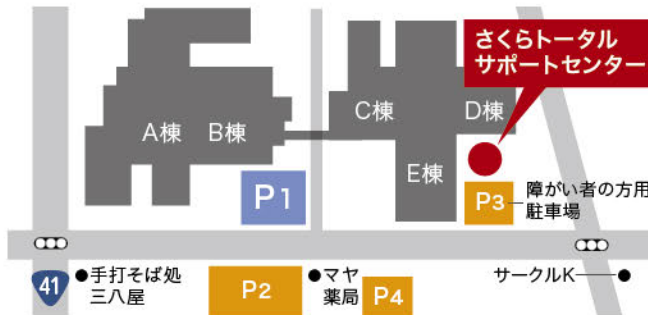 さくらトータル
サポートセンター
A棟
B棟
C棟
D棟
E棟
P1
P3
障がい者の方用
駐車場
41
●手打そば処
三八屋
P2
●マヤ
薬局
P4
サークルK